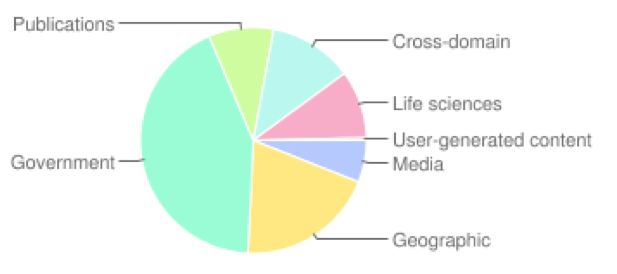 Publications
Cross-domain
Life sciences
User-generated content
Government
Media
Geographic